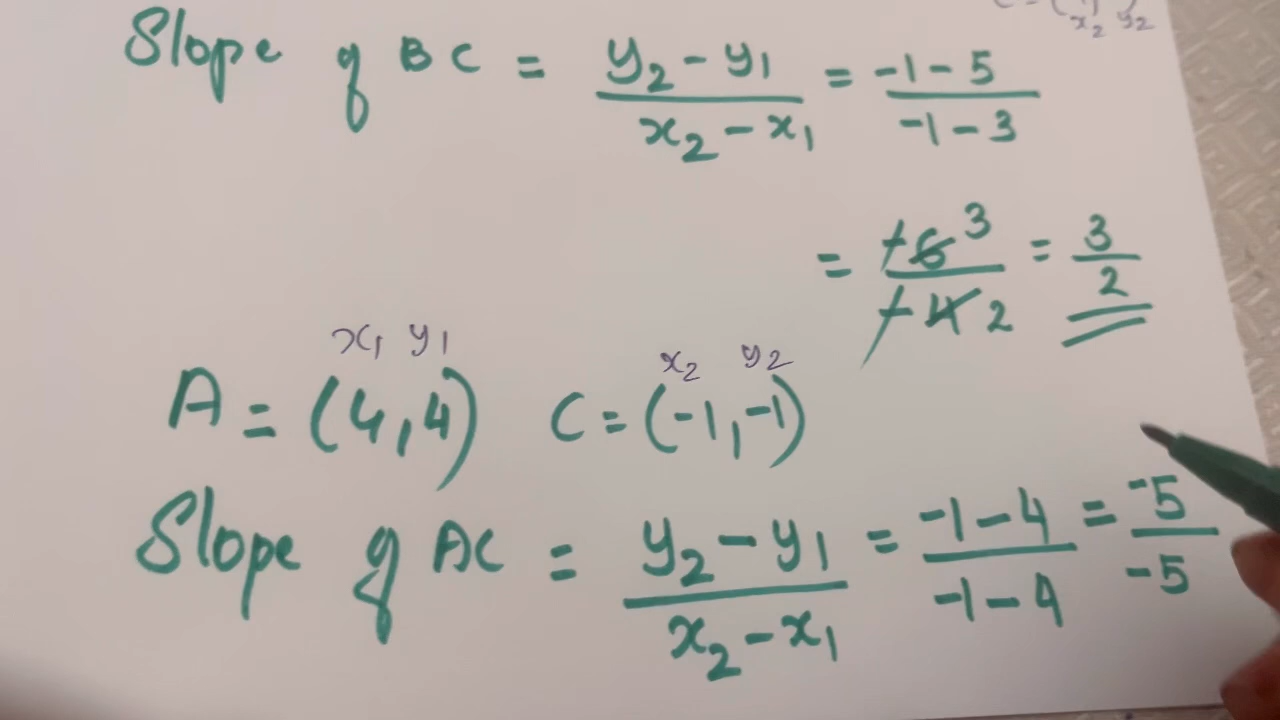 x₂ y₂
Slope of BC = (y₂ - y₁)/(x₂ - x₁) = (-1 - 5)/(-1 - 3)
= (-6 3)/(-4 2) = 3/2
x₁ y₁ x₂ y₂
A = (4,4) C = (-1,-1)
Slope of AC = (y₂ - y₁)/(x₂ - x₁) = (-1 - 4)/(-1 - 4) = -5/-5